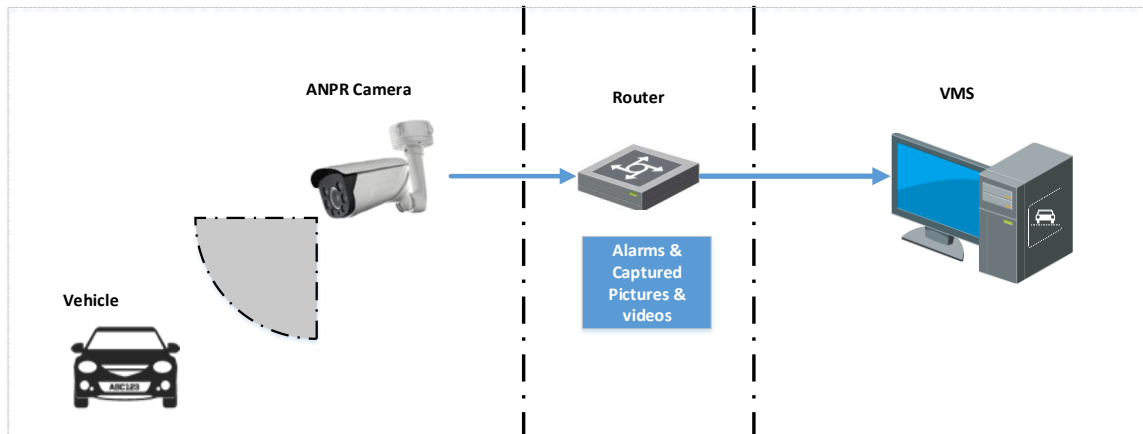 ANPR Camera
Router
VMS
Alarms &
Captured
Pictures &
videos
Vehicle
ABC123